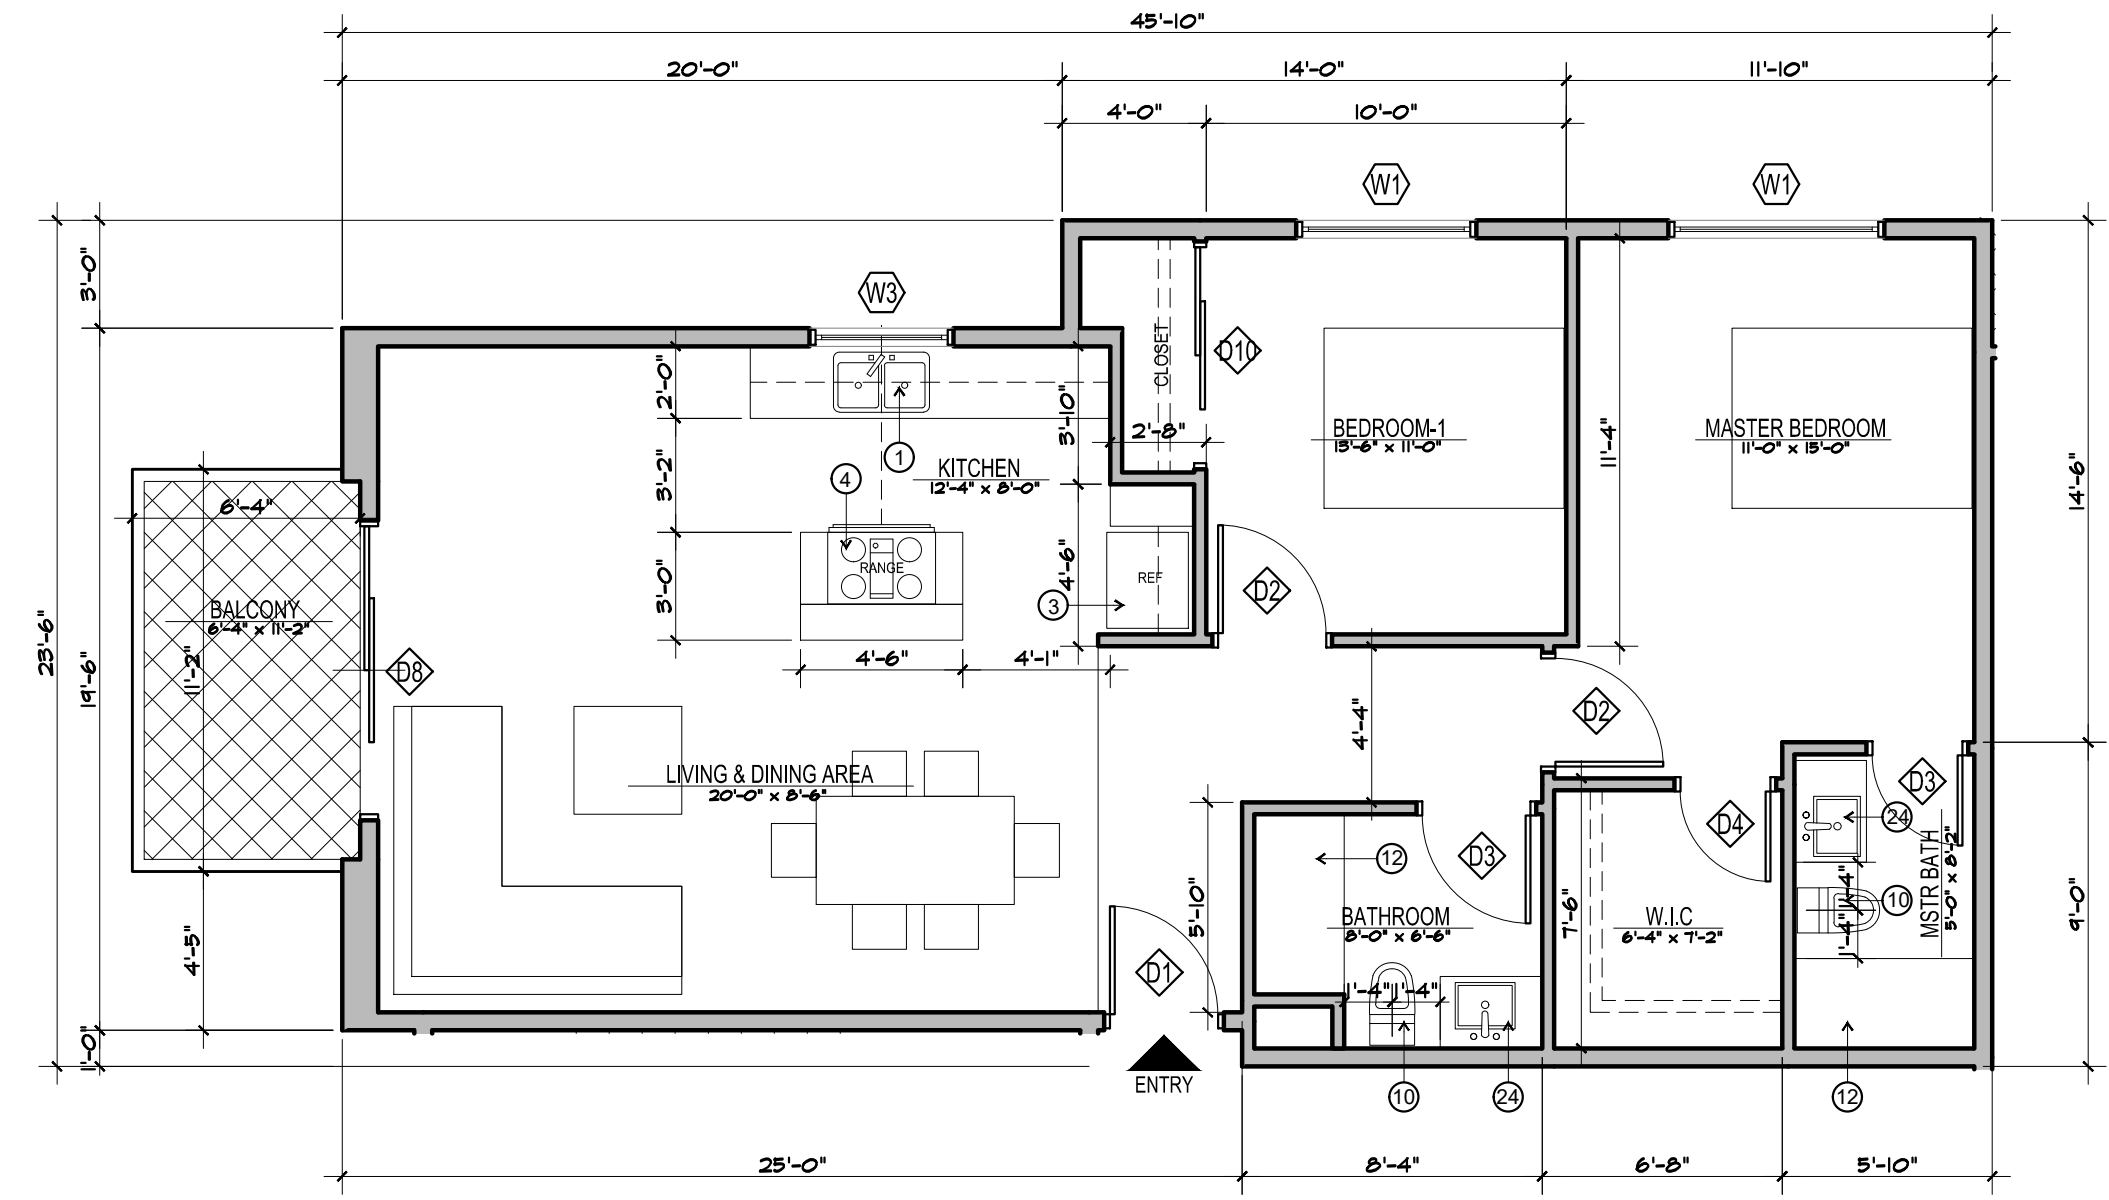 45'-10"
20'-0"
14'-0"
11'-10"
4'-0"
10'-0"
W1
W1
3'-0"
W3
D10
CLOSET
2'-0"
3'-10"
2'-8"
BEDROOM-1
13'-6" x 11'-0"
11'-4"
MASTER BEDROOM
11'-0" x 15'-0"
14'-6"
1
KITCHEN
12'-4" x 8'-0"
4
3'-2"
6'-4"
RANGE
4'-6"
REF
3
D2
3'-0"
BALCONY
6'-4" x 11'-2"
11'-2"
23'-6"
19'-6"
D8
4'-6"
4'-1"
4'-4"
D2
LIVING & DINING AREA
20'-0" x 8'-6"
D3
24
D4
MSTR BATH
5'-0" x 8'-2"
12
D3
1'-4"
10
1'-4"
5'-10"
BATHROOM
8'-0" x 6'-6"
7'-6"
W.I.C
6'-4" x 7'-2"
9'-0"
4'-5"
D1
1'-4"
1'-4"
1'-0"
ENTRY
10
24
12
25'-0"
8'-4"
6'-8"
5'-10"